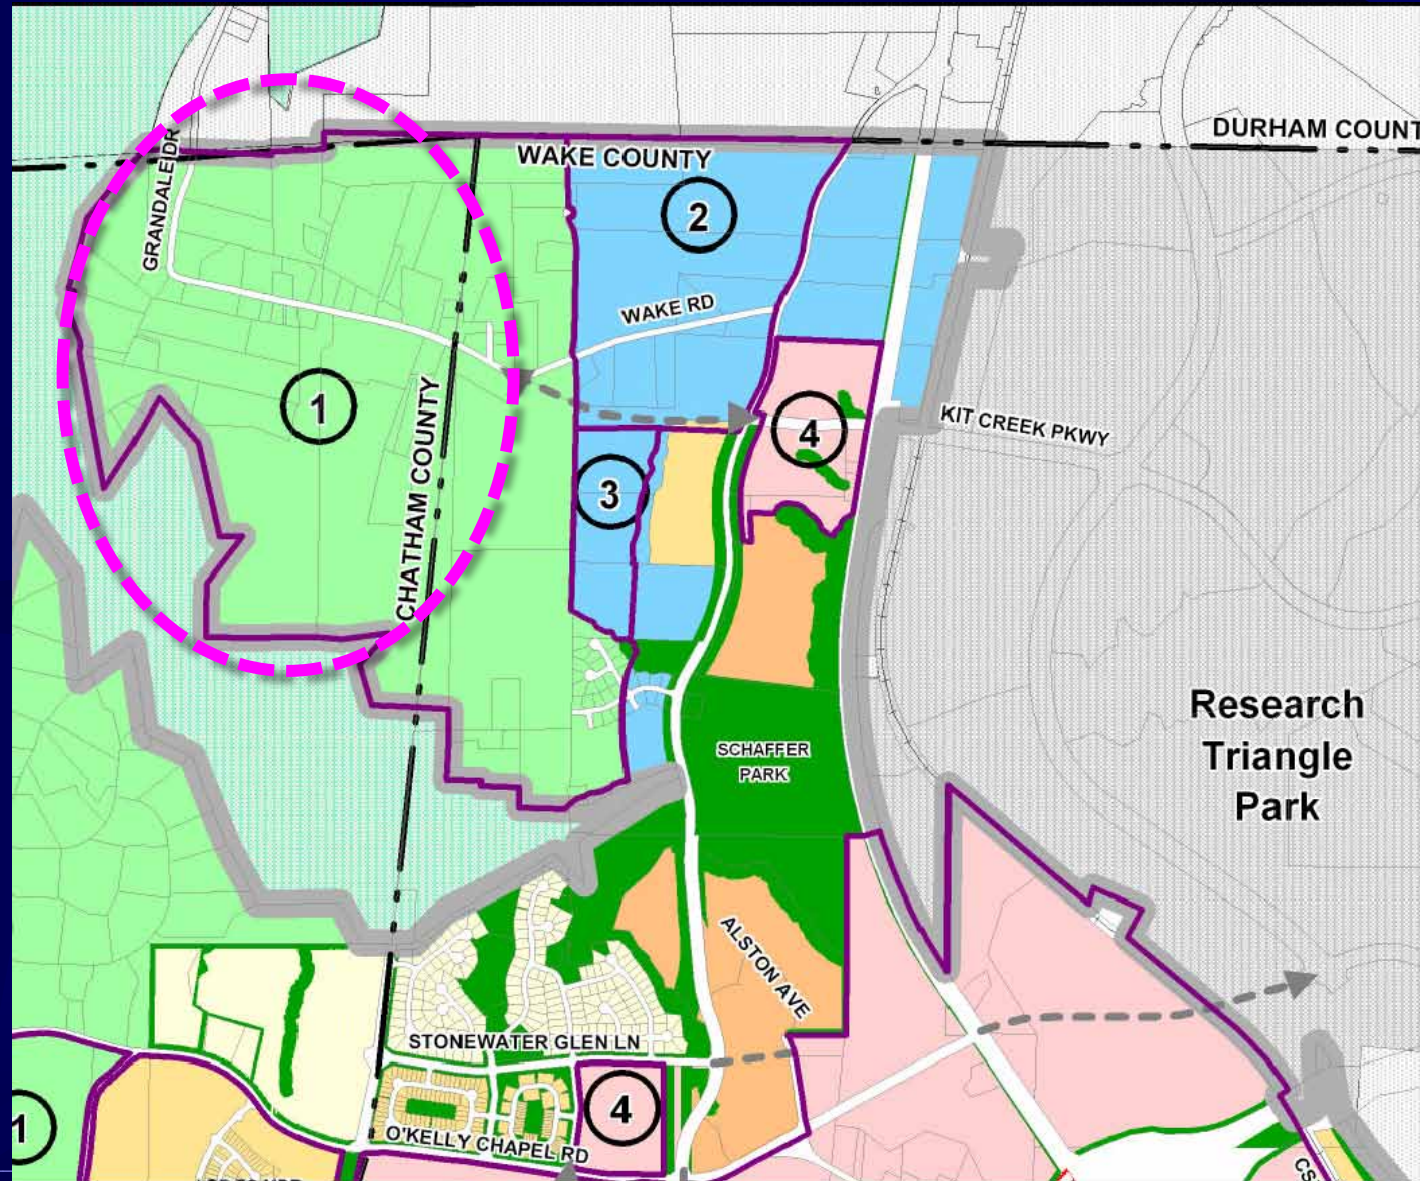 DURHAM COUNT
WAKE COUNTY
GRANDALE DR
2
WAKE RD
1
CHATHAM COUNTY
4
KIT CREEK PKWY
3
Research
Triangle
Park
SCHAFFER
PARK
ALSTON AVE
STONEWATER GLEN LN
4
1
O'KELLY CHAPEL RD